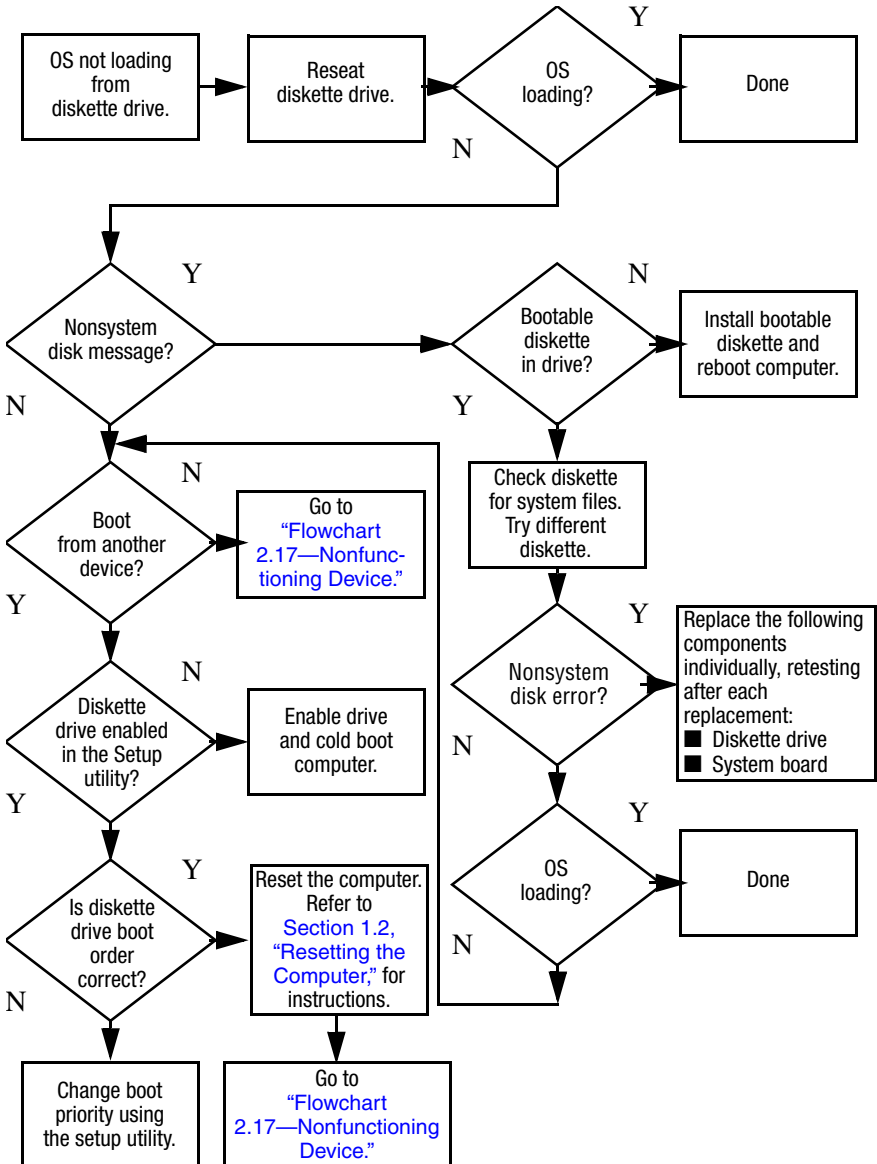 OS not loading
from
diskette drive.
Reseat
diskette drive.
OS
loading?
Y
Done
N
Nonsystem
disk message?
Y
N
Bootable
diskette
in drive?
N
Install bootable
diskette and
reboot computer.
Y
Check diskette
for system files.
Try different
diskette.
Boot
from another
device?
N
Go to
“Flowchart
2.17—Nonfunc-
tioning Device.”
Y
Nonsystem
disk error?
Y
Replace the following
components
individually, retesting
after each
replacement:
■ Diskette drive
■ System board
N
Diskette
drive enabled
in the Setup
utility?
N
Enable drive
and cold boot
computer.
Y
OS
loading?
Y
Done
N
Is diskette
drive boot
order
correct?
Y
Reset the computer.
Refer to
Section 1.2,
“Resetting the
Computer,” for
instructions.
N
Change boot
priority using
the setup utility.
Go to
“Flowchart
2.17—Nonfunctioning
Device.”